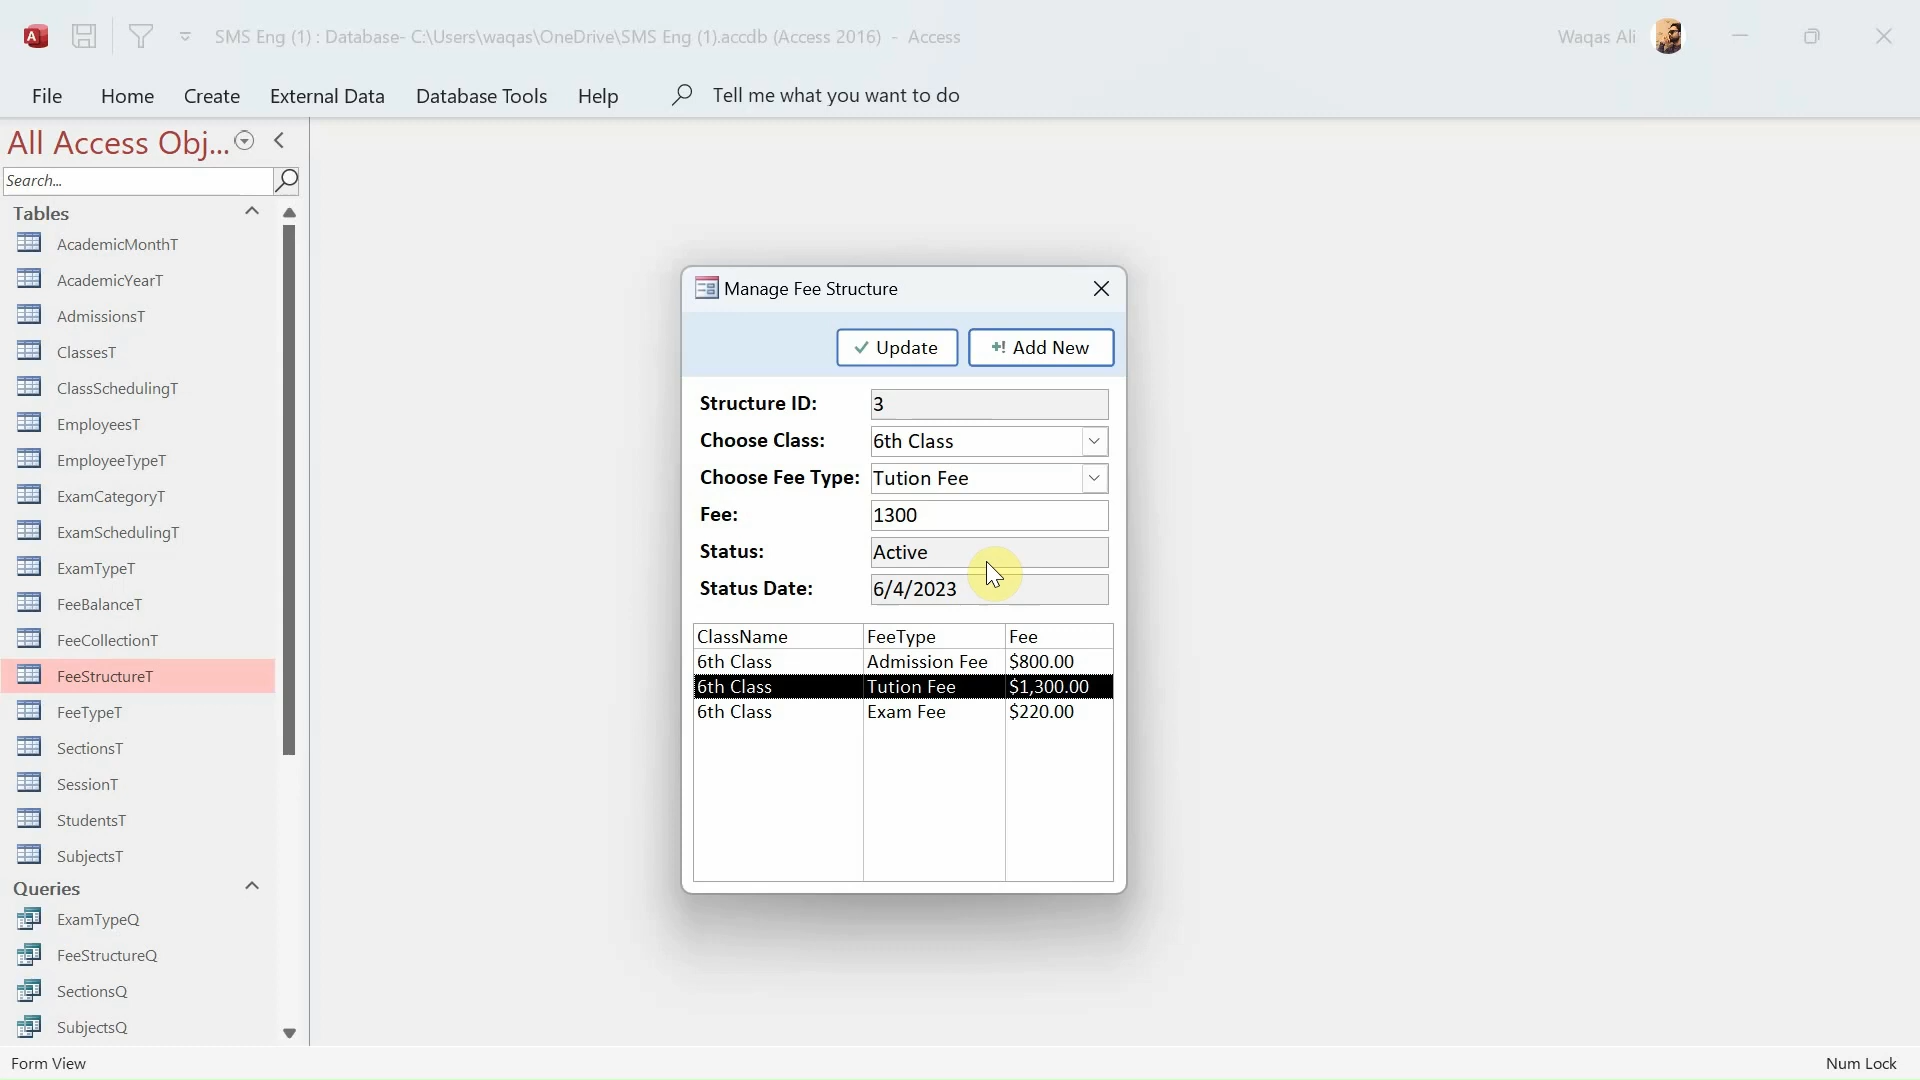 SMS Eng (1) : Database- C:\Users\waqas\OneDrive\SMS Eng (1).accdb (Access 2016) - Access
Waqas Ali
File Home Create External Data Database Tools Help Tell me what you want to do
All Access Obj...
Search...
Tables
AcademicMonthT
AcademicYearT
AdmissionsT
ClassesT
ClassSchedulingT
EmployeesT
EmployeeTypeT
ExamCategoryT
ExamSchedulingT
ExamTypeT
FeeBalanceT
FeeCollectionT
FeeStructureT
FeeTypeT
SectionsT
SessionT
StudentsT
SubjectsT
Queries
ExamTypeQ
FeeStructureQ
SectionsQ
SubjectsQ
Manage Fee Structure
Update Add New
Structure ID: 3
Choose Class: 6th Class
Choose Fee Type: Tution Fee
Fee: 1300
Status: Active
Status Date: 6/4/2023
ClassName FeeType Fee
6th Class Admission Fee $800.00
6th Class Tution Fee $1,300.00
6th Class Exam Fee $220.00
Form View
Num Lock